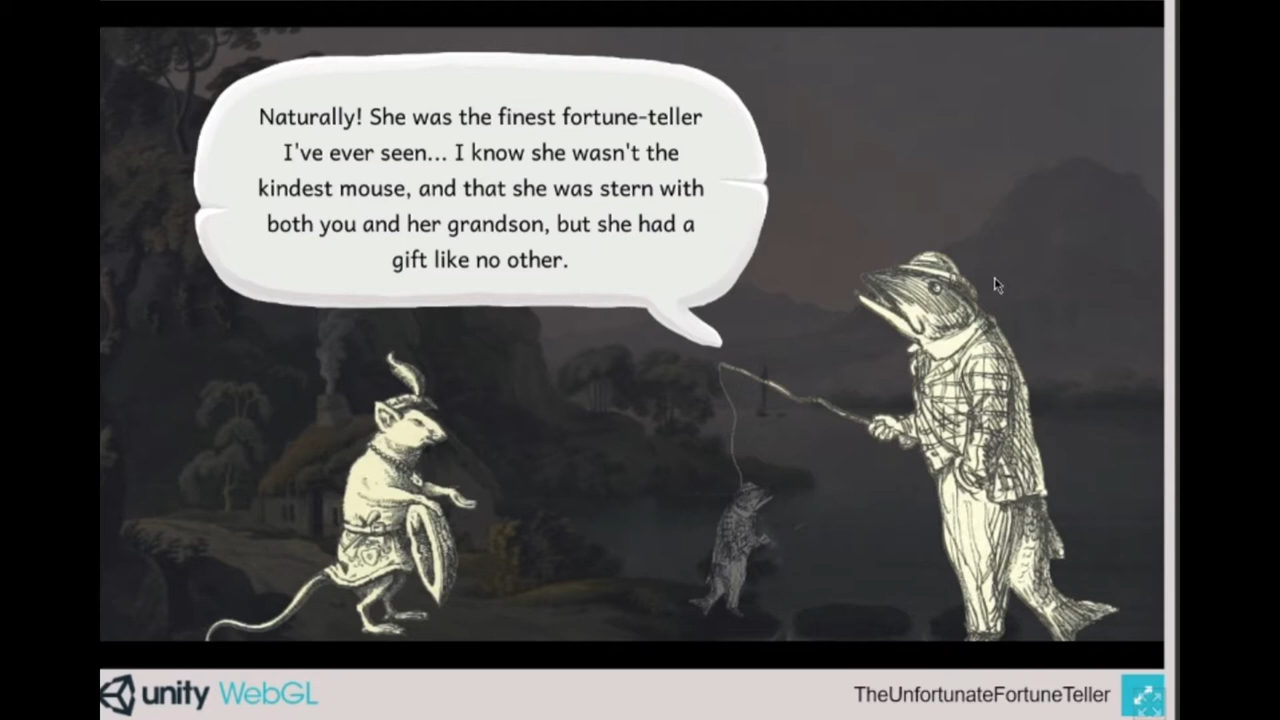 Naturally! She was the finest fortune-teller
I've ever seen... I know she wasn't the
kindest mouse, and that she was stern with
both you and her grandson, but she had a
gift like no other.
unity WebGL
TheUnfortunateFortuneTeller